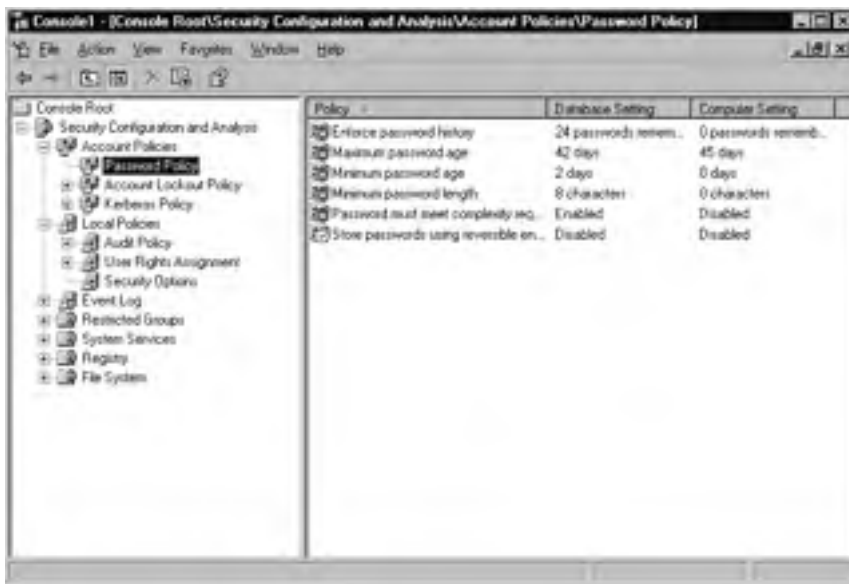 Console1 - [Console Root\Security Configuration and Analysis\Account Policies\Password Policy]
File Action View Favorites Window Help
Console Root
Security Configuration and Analysis
Account Policies
Password Policy
Account Lockout Policy
Kerberos Policy
Local Policies
Audit Policy
User Rights Assignment
Security Options
Event Log
Restricted Groups
System Services
Registry
File System
Policy Database Setting Computer Setting
Enforce password history 24 passwords remem... 0 passwords rememb...
Maximum password age 42 days 45 days
Minimum password age 2 days 0 days
Minimum password length 8 characters 0 characters
Password must meet complexity req... Enabled Disabled
Store passwords using reversible en... Disabled Disabled